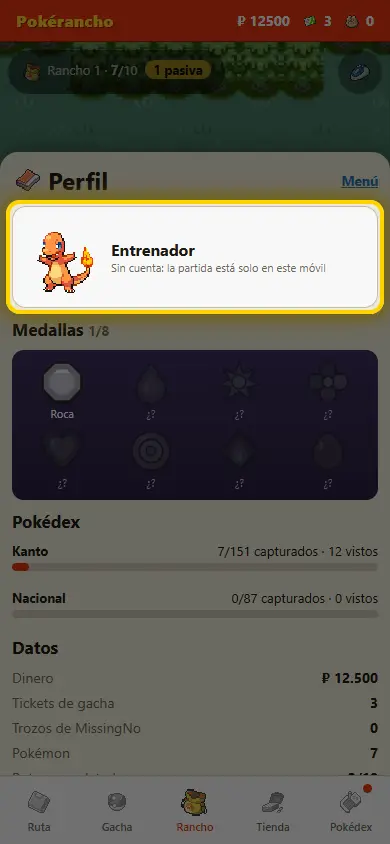 Pokérancho ₽ 12500 3 0
Rancho 1 · 7/10 1 pasiva
Perfil Menú
Entrenador
Sin cuenta: la partida está solo en este móvil
Medallas 1/8
Roca ¿? ¿? ¿?
¿? ¿? ¿? ¿?
Pokédex
Kanto 7/151 capturados · 12 vistos
Nacional 0/87 capturados · 0 vistos
Datos
Dinero ₽ 12.500
Tickets de gacha 3
Trozos de MissingNo 0
Pokémon 7
Ruta Gacha Rancho Tienda Pokédex